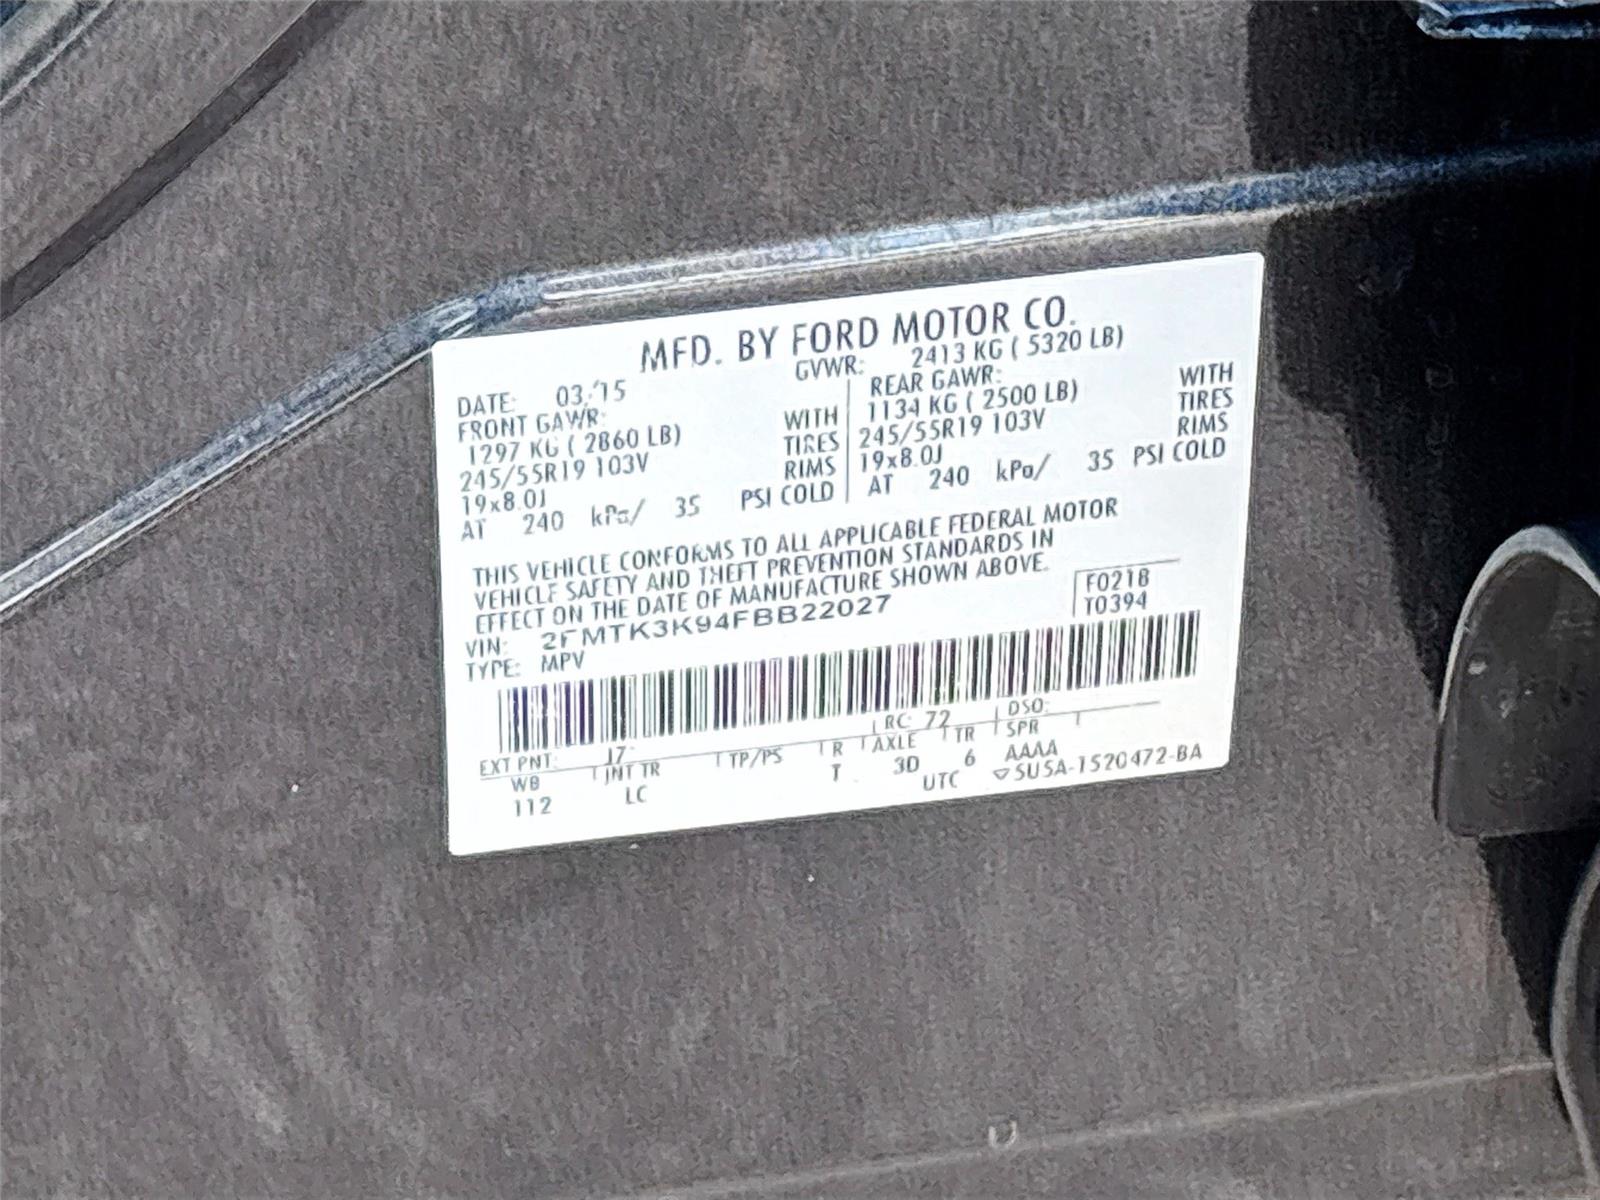 MFD. BY FORD MOTOR CO.
DATE: 03/15 GVWR: 2413 KG ( 5320 LB)
FRONT GAWR: REAR GAWR:
1297 KG ( 2860 LB) WITH 1134 KG ( 2500 LB) WITH
245/55R19 103V TIRES 245/55R19 103V TIRES
19x8.0J RIMS 19x8.0J RIMS
AT 240 kPa/ 35 PSI COLD AT 240 kPa/ 35 PSI COLD
THIS VEHICLE CONFORMS TO ALL APPLICABLE FEDERAL MOTOR
VEHICLE SAFETY AND THEFT PREVENTION STANDARDS IN
EFFECT ON THE DATE OF MANUFACTURE SHOWN ABOVE.
VIN: 2FMTK3K94FBB22027 F021B
TYPE: MPV T0394
EXT PNT: J7 RC: 72 DSO:
WB INT TR TP/PS R AXLE TR SPR
112 LC T 3D 6 AAAA
UTC ▽5U5A-1520472-BA